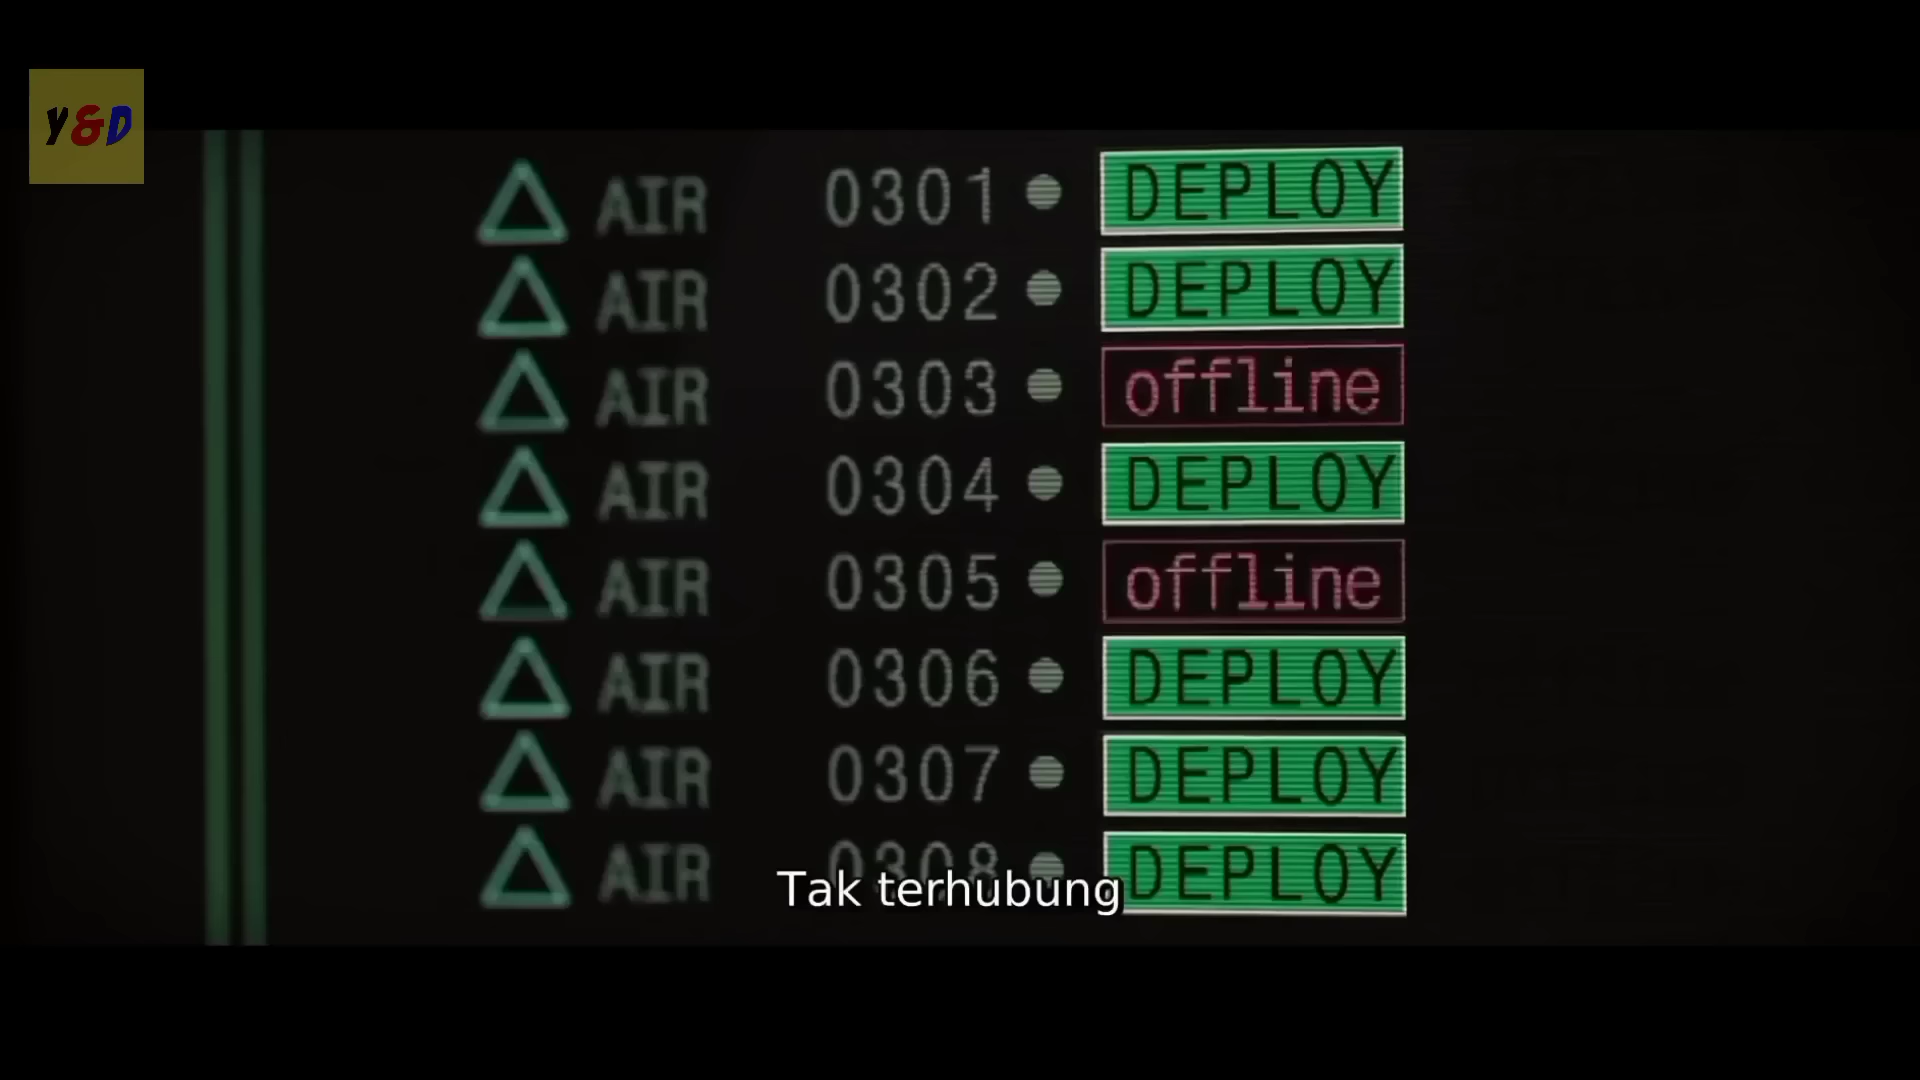 Y&D
AIR 0301 DEPLOY
AIR 0302 DEPLOY
AIR 0303 offline
AIR 0304 DEPLOY
AIR 0305 offline
AIR 0306 DEPLOY
AIR 0307 DEPLOY
AIR 0308 DEPLOY
Tak terhubung